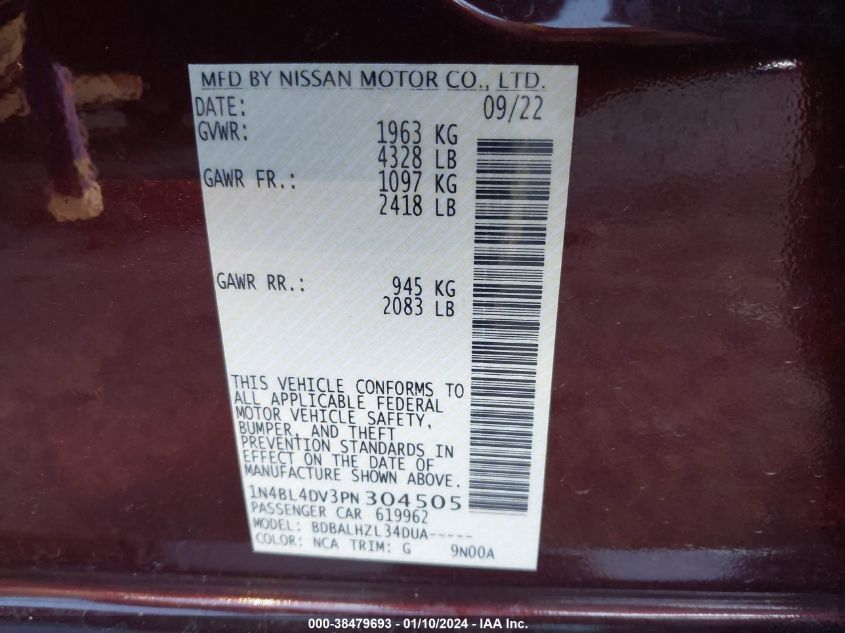 MFD BY NISSAN MOTOR CO., LTD.
DATE: 09/22
GVWR: 1963 KG
4328 LB
GAWR FR.: 1097 KG
2418 LB
GAWR RR.: 945 KG
2083 LB
THIS VEHICLE CONFORMS TO
ALL APPLICABLE FEDERAL
MOTOR VEHICLE SAFETY,
BUMPER, AND THEFT
PREVENTION STANDARDS IN
EFFECT ON THE DATE OF
MANUFACTURE SHOWN ABOVE.
1N4BL4DV3PN304505
PASSENGER CAR 619962
MODEL: BDBALHZL34DUA-----
COLOR: NCA TRIM: G 9N00A
000-38479693 - 01/10/2024 - IAA Inc.